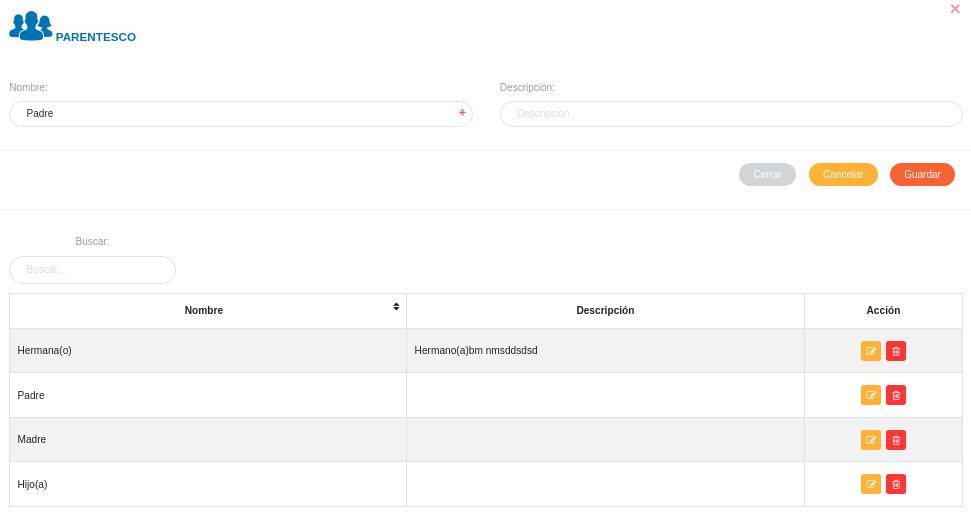 PARENTESCO
Nombre: Descripción:
Padre * Descripción
Cerrar Cancelar Guardar
Buscar:
Buscar...
Nombre Descripción Acción
Hermana(o) Hermano(a)bm nmsddsdsd
Padre
Madre
Hijo(a)